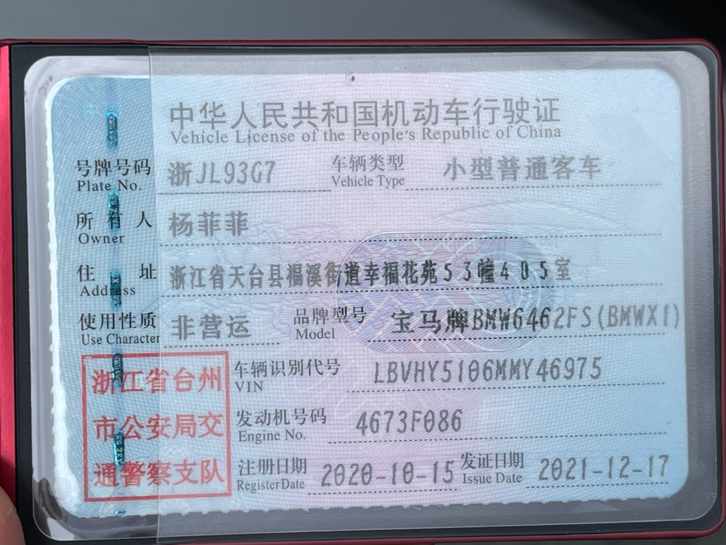 中华人民共和国机动车行驶证
Vehicle License of the People's Republic of China
号牌号码 浙JL93G7 车辆类型 小型普通客车
Plate No. Vehicle Type
所有人 杨菲菲
Owner
住址 浙江省天台县福溪街道幸福花苑53幢405室
Address
使用性质 非营运 品牌型号 宝马牌BMW6462FS(BMWX1)
Use Character Model
浙江省台州
市公安局交
通警察支队
车辆识别代号 LBVHY5106MMY46975
VIN
发动机号码 4673F086
Engine No.
注册日期 2020-10-15 发证日期 2021-12-17
Register Date Issue Date